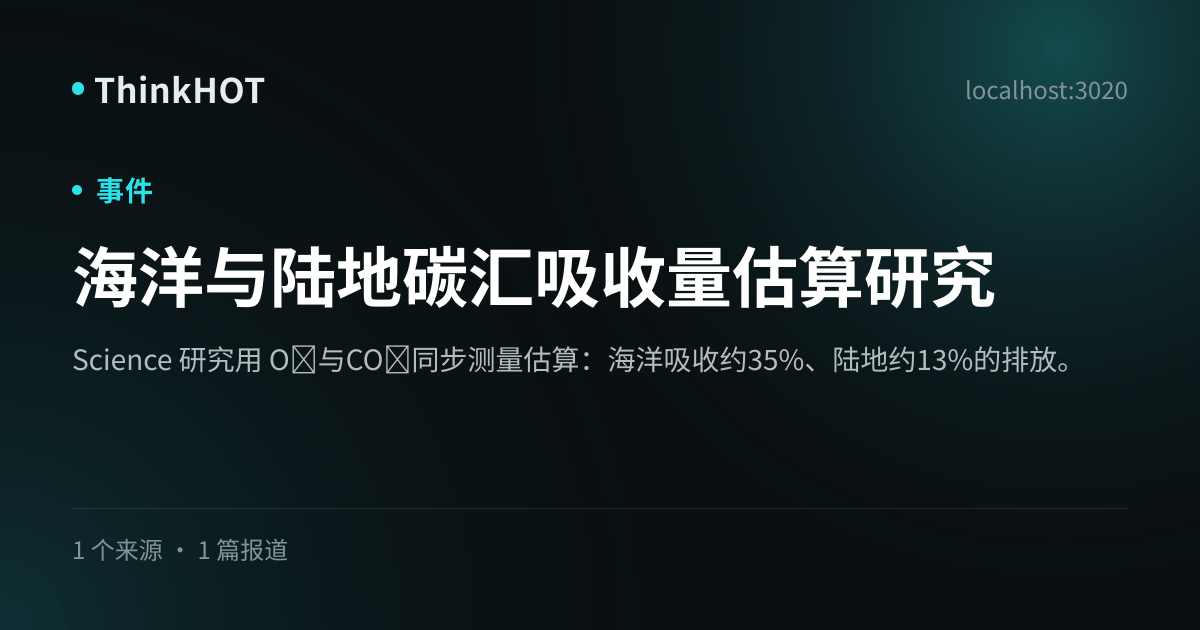 ThinkHOT
localhost:3020
事件
海洋与陆地碳汇吸收量估算研究
Science 研究用 O☒与CO☒同步测量估算：海洋吸收约35%、陆地约13%的排放。
1 个来源 · 1 篇报道